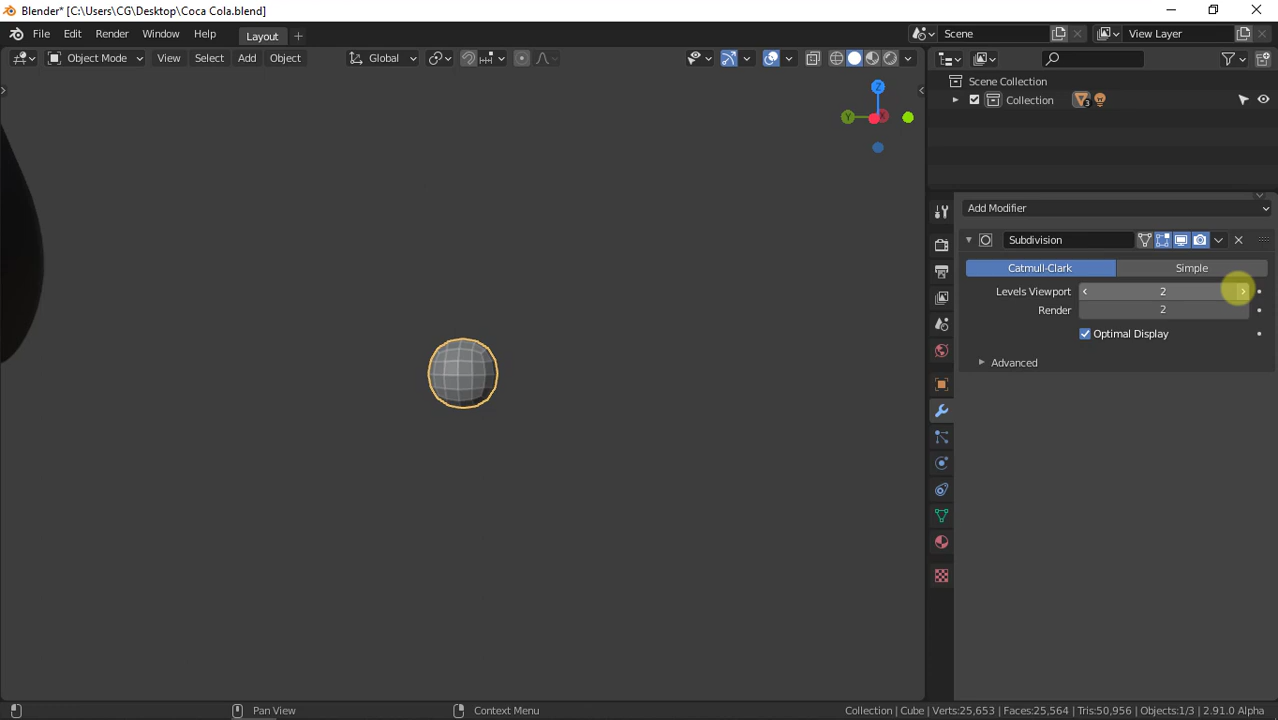 Blender* [C:\Users\CG\Desktop\Coca Cola.blend]
File Edit Render Window Help Layout + Scene View Layer
Object Mode View Select Add Object Global
Scene Collection
Collection 3
Z
Y X
Add Modifier
Subdivision
Catmull-Clark Simple
Levels Viewport 2
Render 2
Optimal Display
Advanced
Pan View Context Menu Collection | Cube | Verts:25,653 | Faces:25,564 | Tris:50,956 | Objects:1/3 | 2.91.0 Alpha